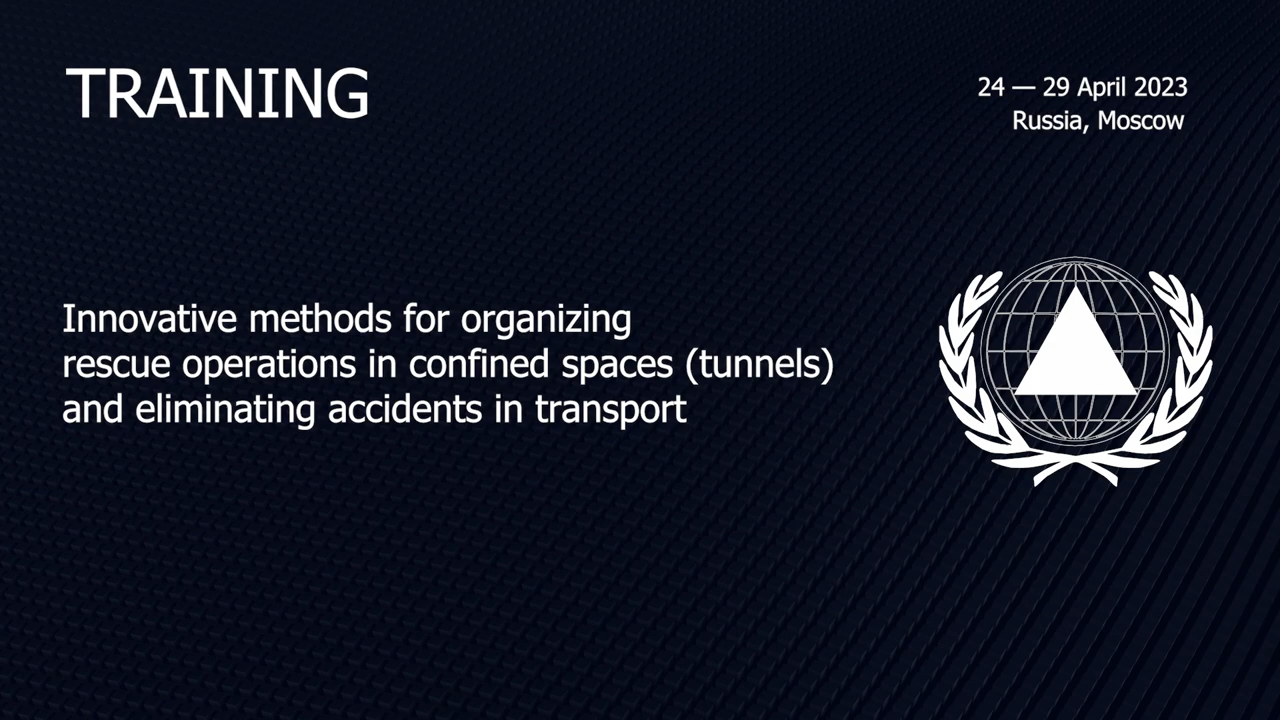 TRAINING
24 — 29 April 2023
Russia, Moscow
Innovative methods for organizing
rescue operations in confined spaces (tunnels)
and eliminating accidents in transport